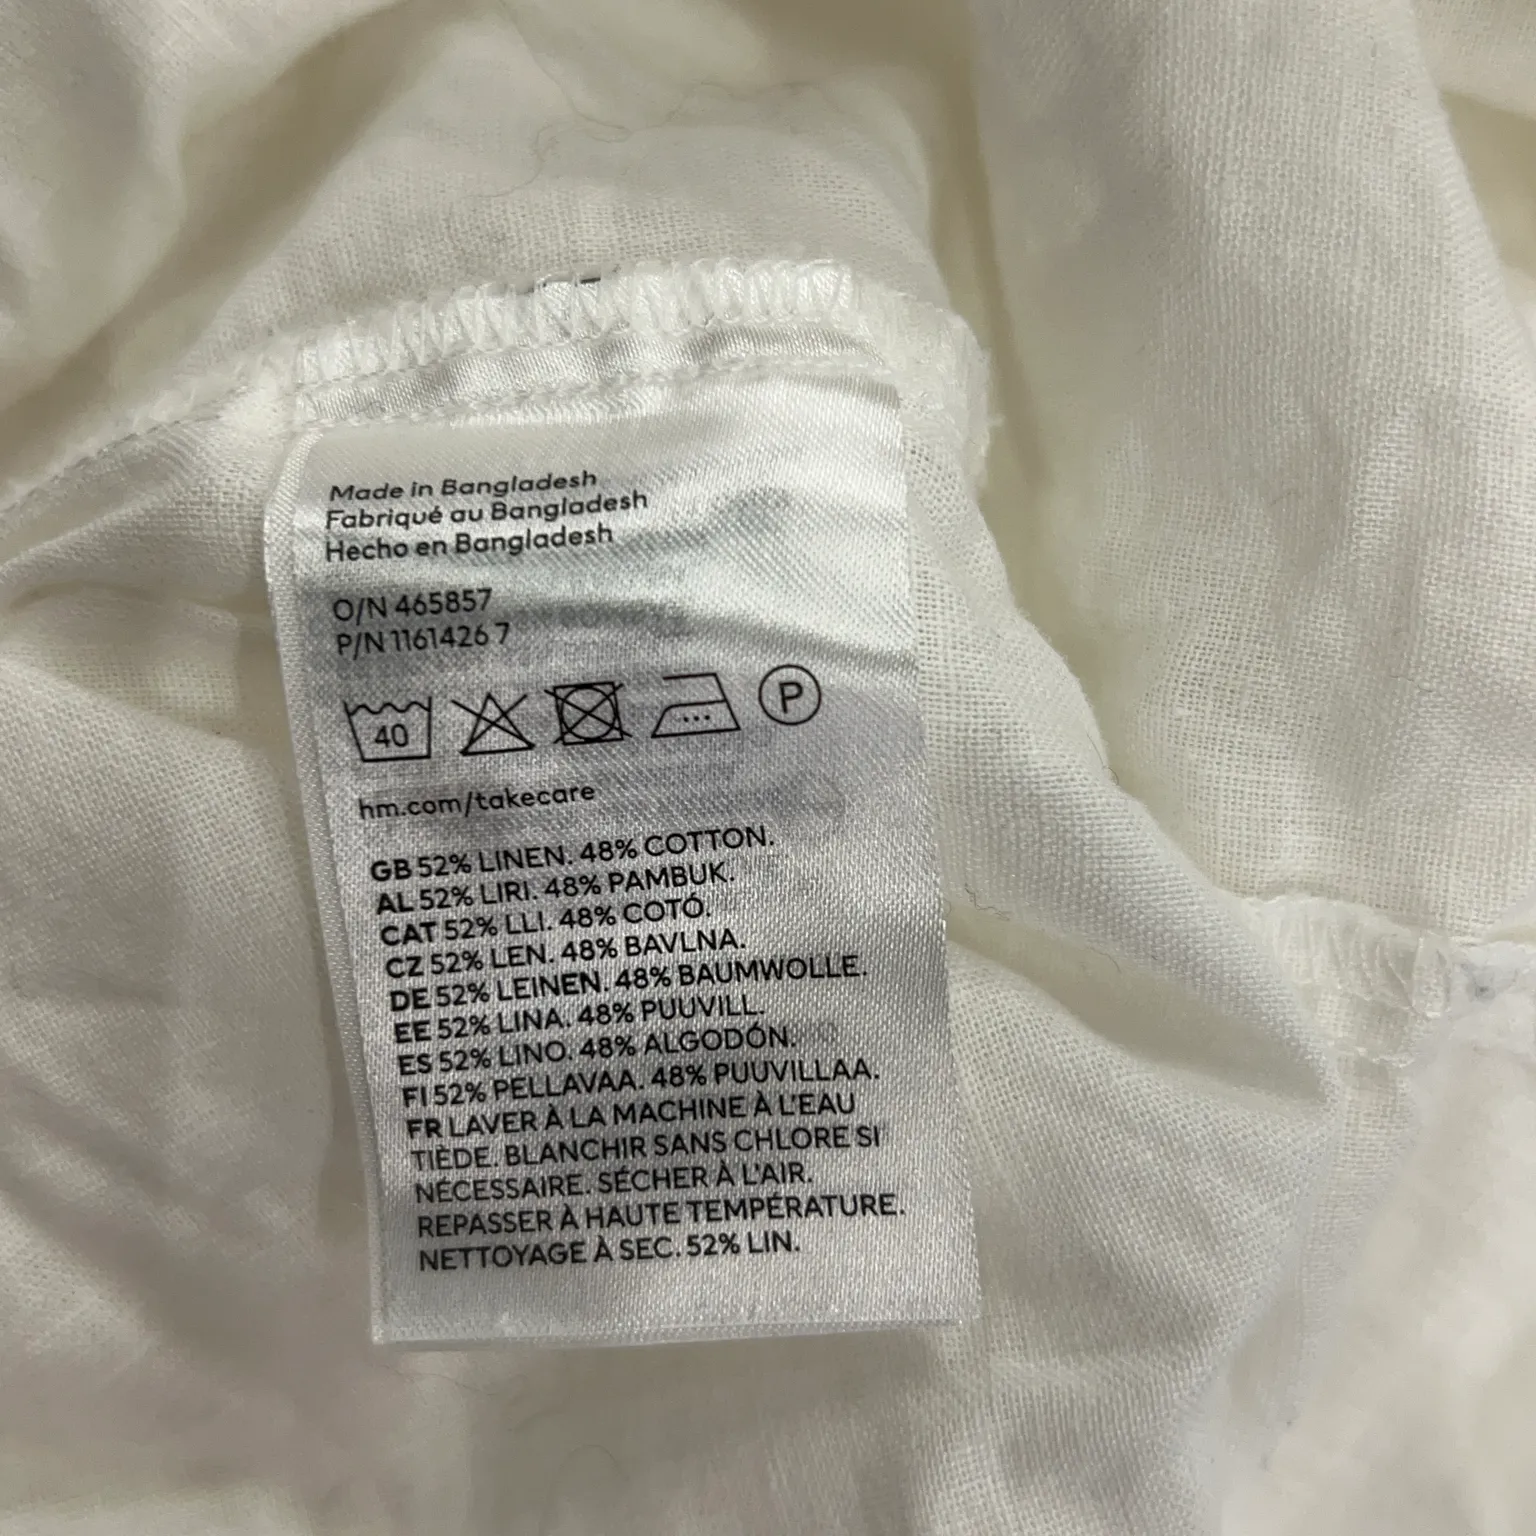 Made in Bangladesh
Fabriqué au Bangladesh
Hecho en Bangladesh
O/N 465857
P/N 1161426 7
40 P
hm.com/takecare
GB 52% LINEN. 48% COTTON.
AL 52% LIRI. 48% PAMBUK.
CAT 52% LLI. 48% COTÓ.
CZ 52% LEN. 48% BAVLNA.
DE 52% LEINEN. 48% BAUMWOLLE.
EE 52% LINA. 48% PUUVILL.
ES 52% LINO. 48% ALGODÓN.
FI 52% PELLAVAA. 48% PUUVILLAA.
FR LAVER À LA MACHINE À L'EAU
TIÈDE. BLANCHIR SANS CHLORE SI
NÉCESSAIRE. SÉCHER À L'AIR.
REPASSER À HAUTE TEMPÉRATURE.
NETTOYAGE À SEC. 52% LIN.